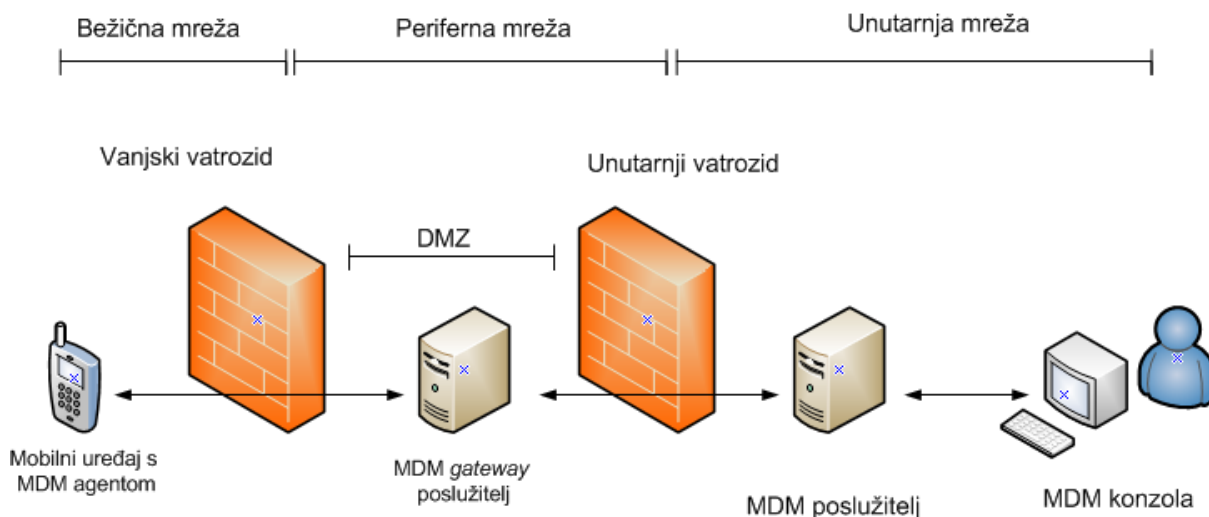 Bežična mreža
Periferna mreža
Unutarnja mreža
Vanjski vatrozid
Unutarnji vatrozid
DMZ
Mobilni uređaj s
MDM agentom
MDM gateway
poslužitelj
MDM poslužitelj
MDM konzola